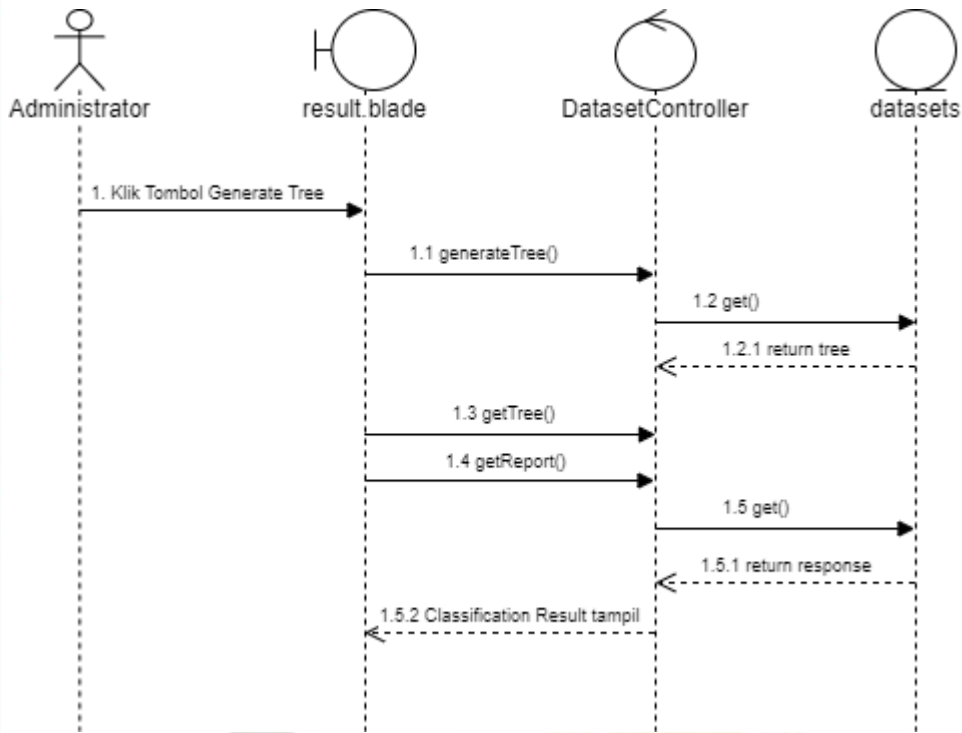 Administrator
result.blade
DatasetController
datasets
1. Klik Tombol Generate Tree
1.1 generateTree()
1.2 get()
1.2.1 return tree
1.3 getTree()
1.4 getReport()
1.5 get()
1.5.1 return response
1.5.2 Classification Result tampil